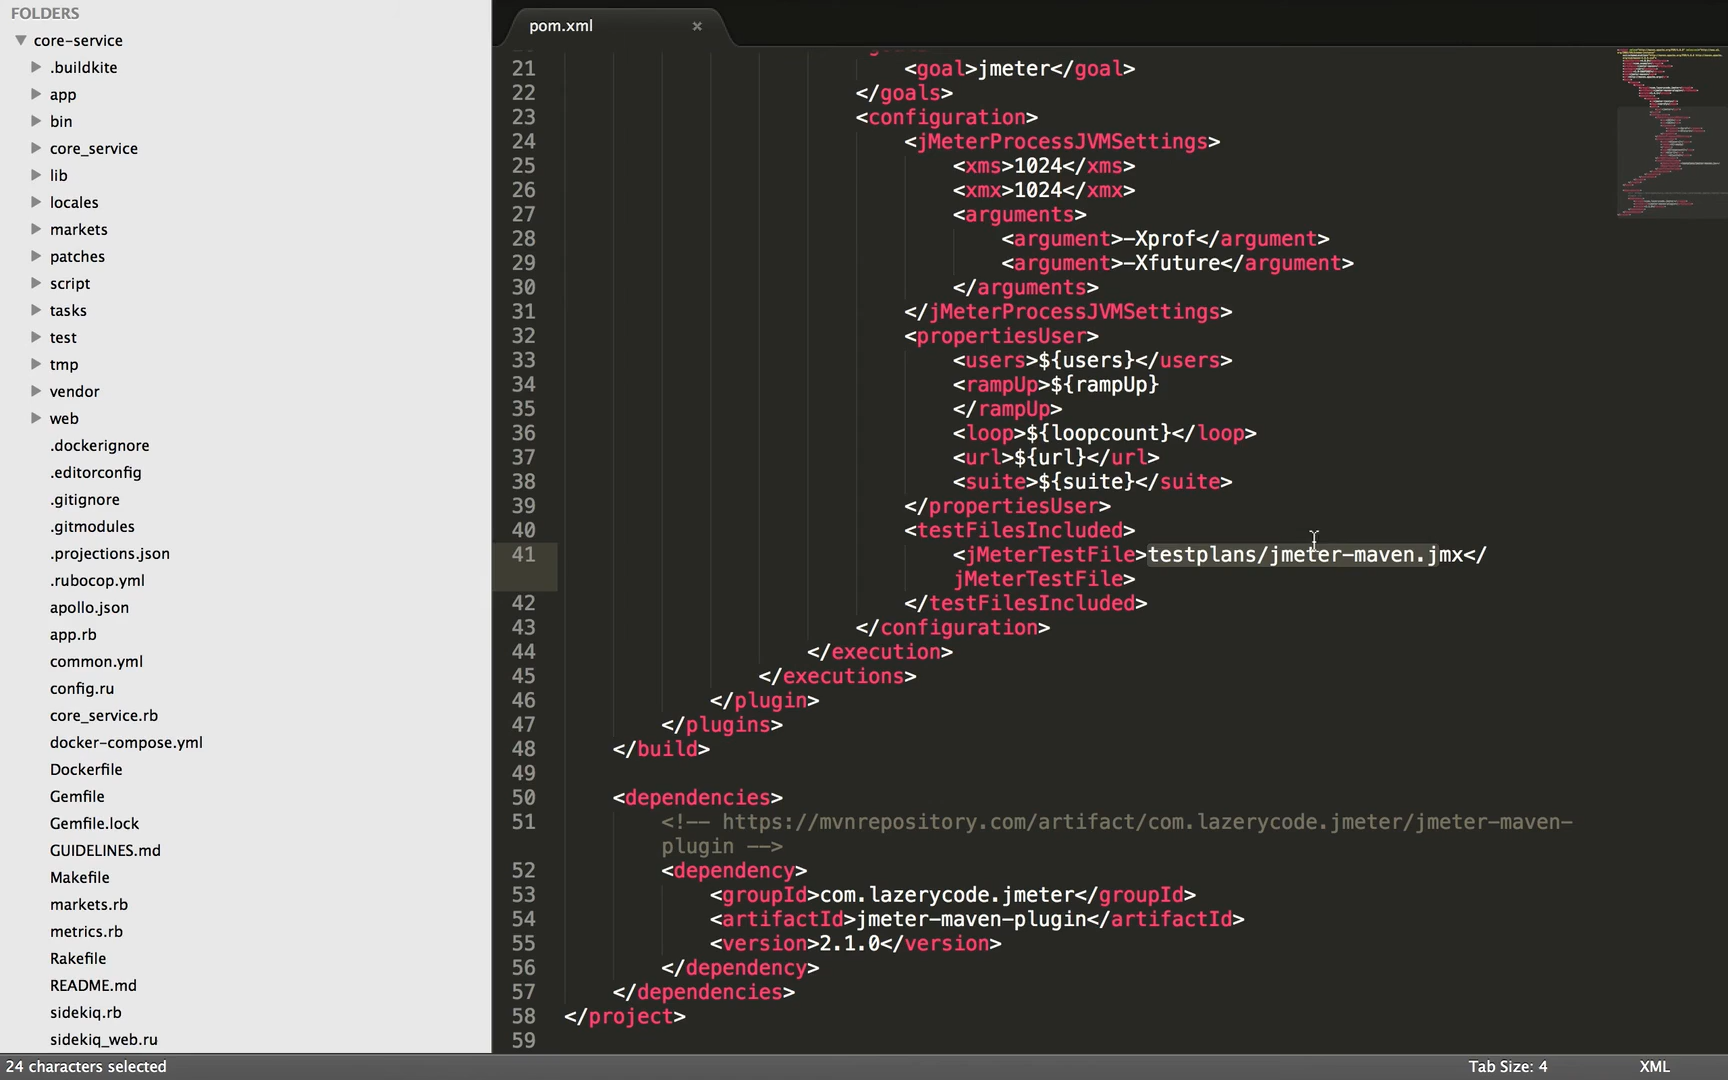 FOLDERS
core-service
.buildkite
app
bin
core_service
lib
locales
markets
patches
script
tasks
test
tmp
vendor
web
.dockerignore
.editorconfig
.gitignore
.gitmodules
.projections.json
.rubocop.yml
apollo.json
app.rb
common.yml
config.ru
core_service.rb
docker-compose.yml
Dockerfile
Gemfile
Gemfile.lock
GUIDELINES.md
Makefile
markets.rb
metrics.rb
Rakefile
README.md
sidekiq.rb
sidekiq_web.ru
pom.xml ×
21 <goal>jmeter</goal>
22 </goals>
23 <configuration>
24 <jMeterProcessJVMSettings>
25 <xms>1024</xms>
26 <xmx>1024</xmx>
27 <arguments>
28 <argument>-Xprof</argument>
29 <argument>-Xfuture</argument>
30 </arguments>
31 </jMeterProcessJVMSettings>
32 <propertiesUser>
33 <users>${users}</users>
34 <rampUp>${rampUp}
35 </rampUp>
36 <loop>${loopcount}</loop>
37 <url>${url}</url>
38 <suite>${suite}</suite>
39 </propertiesUser>
40 <testFilesIncluded>
41 <jMeterTestFile>testplans/jmeter-maven.jmx</
jMeterTestFile>
42 </testFilesIncluded>
43 </configuration>
44 </execution>
45 </executions>
46 </plugin>
47 </plugins>
48 </build>
49
50 <dependencies>
51 <!-- https://mvnrepository.com/artifact/com.lazerycode.jmeter/jmeter-maven-
plugin -->
52 <dependency>
53 <groupId>com.lazerycode.jmeter</groupId>
54 <artifactId>jmeter-maven-plugin</artifactId>
55 <version>2.1.0</version>
56 </dependency>
57 </dependencies>
58 </project>
59
24 characters selected
Tab Size: 4
XML